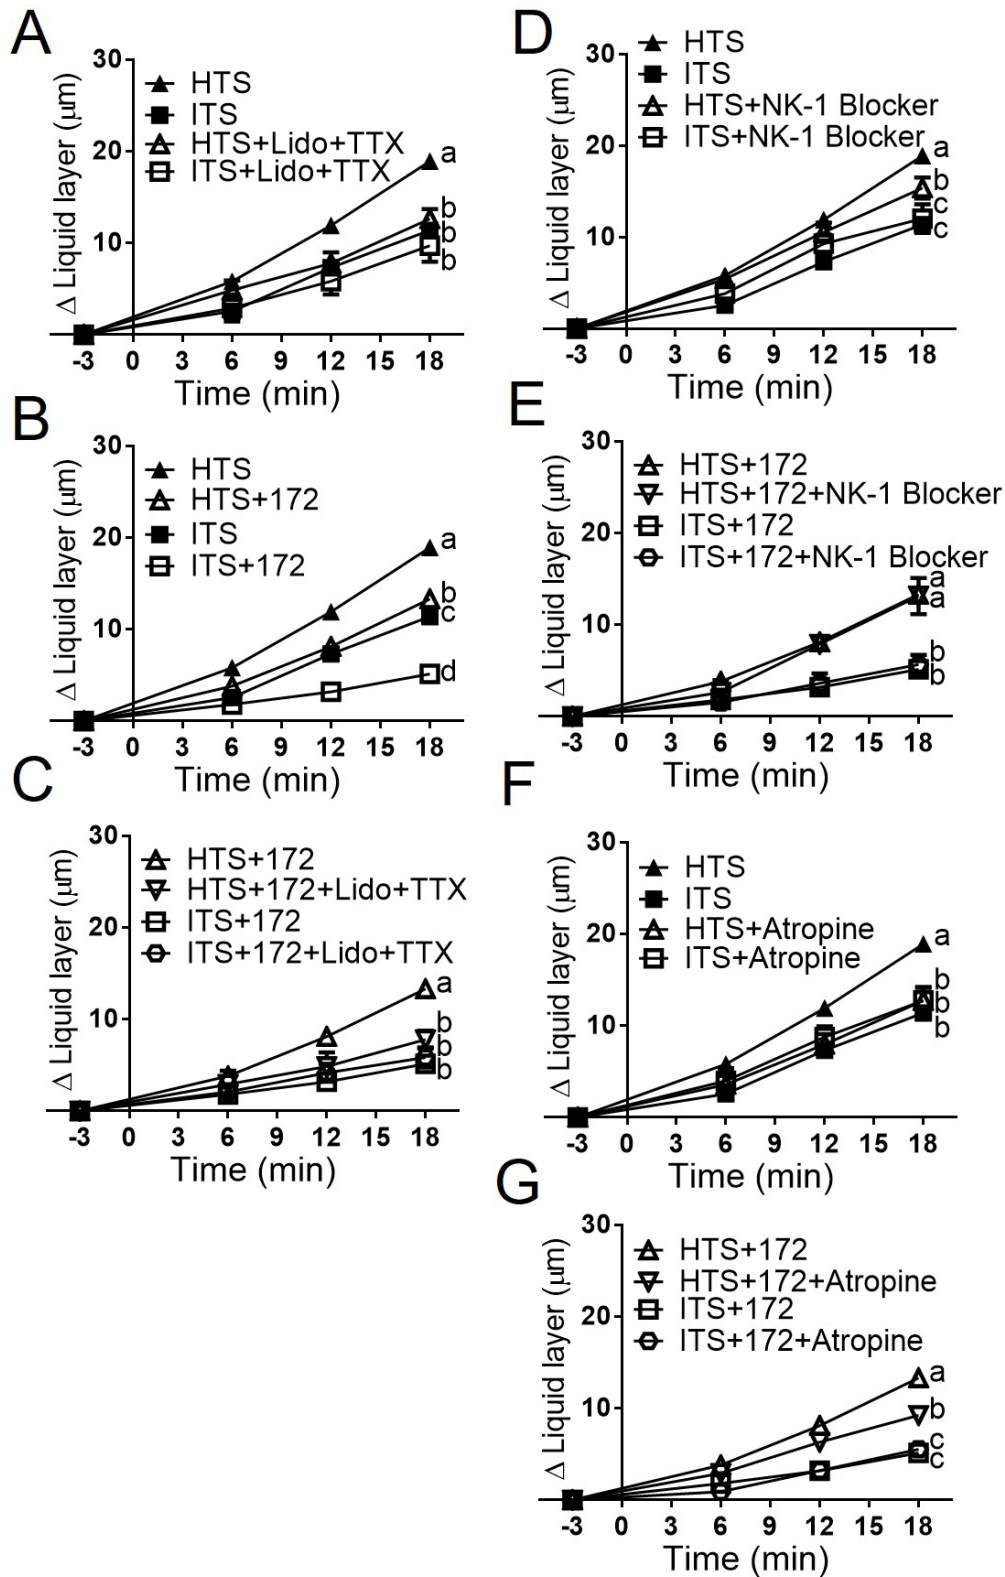 A
Δ Liquid layer (µm)
30
20
10
HTS
ITS
HTS+Lido+TTX
ITS+Lido+TTX
a
b
b
b
-3 0 3 6 9 12 15 18
Time (min)
B
Δ Liquid layer (µm)
30
20
10
HTS
HTS+172
ITS
ITS+172
a
b
c
d
-3 0 3 6 9 12 15 18
Time (min)
C
Δ Liquid layer (µm)
30
20
10
HTS+172
HTS+172+Lido+TTX
ITS+172
ITS+172+Lido+TTX
a
b
b
b
-3 0 3 6 9 12 15 18
Time (min)
D
Δ Liquid layer (µm)
30
20
10
HTS
ITS
HTS+NK-1 Blocker
ITS+NK-1 Blocker
a
b
c
c
-3 0 3 6 9 12 15 18
Time (min)
E
Δ Liquid layer (µm)
30
20
10
HTS+172
HTS+172+NK-1 Blocker
ITS+172
ITS+172+NK-1 Blocker
a
a
b
b
-3 0 3 6 9 12 15 18
Time (min)
F
Δ Liquid layer (µm)
30
20
10
HTS
ITS
HTS+Atropine
ITS+Atropine
a
b
b
b
-3 0 3 6 9 12 15 18
Time (min)
G
Δ Liquid layer (µm)
30
20
10
HTS+172
HTS+172+Atropine
ITS+172
ITS+172+Atropine
a
b
c
c
-3 0 3 6 9 12 15 18
Time (min)